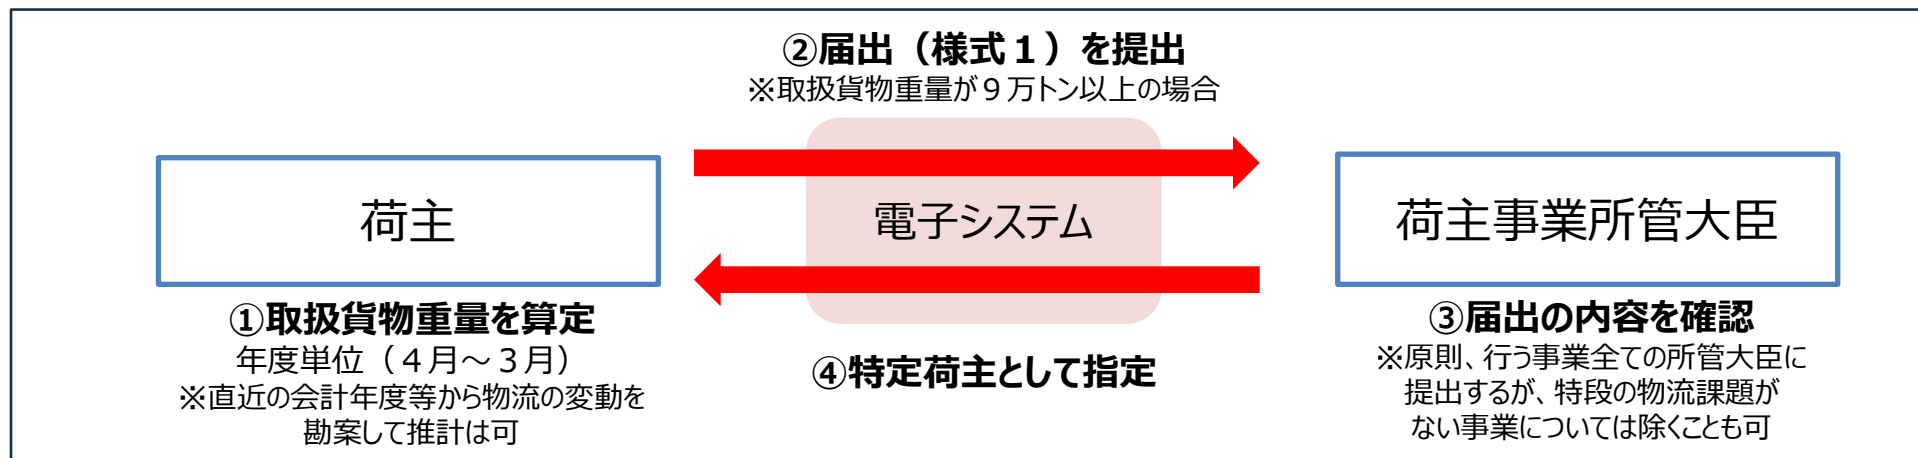 ②届出（様式１）を提出
※取扱貨物重量が９万トン以上の場合
荷主
電子システム
荷主事業所管大臣
①取扱貨物重量を算定
年度単位（４月～３月）
※直近の会計年度等から物流の変動を
勘案して推計は可
④特定荷主として指定
③届出の内容を確認
※原則、行う事業全ての所管大臣に
提出するが、特段の物流課題が
ない事業については除くことも可